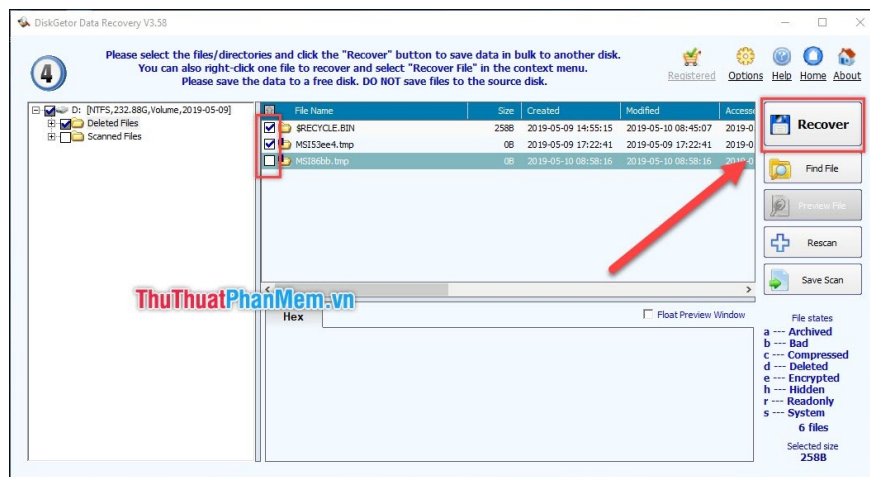 DiskGetor Data Recovery V3.58
4
Please select the files/directories and click the "Recover" button to save data in bulk to another disk.
You can also right-click one file to recover and select "Recover File" in the context menu.
Please save the data to a free disk. DO NOT save files to the source disk.
Registered Options Help Home About
D: [NTFS,232.88G,Volume,2019-05-09]
Deleted Files
Scanned Files
File Name Size Created Modified Accesse
$RECYCLE.BIN 258B 2019-05-09 14:55:15 2019-05-10 08:45:07 2019-0
MSI53ee4.tmp 0B 2019-05-09 17:22:41 2019-05-09 17:22:41 2019-0
MSI86bb.tmp 0B 2019-05-10 08:58:16 2019-05-10 08:58:16 2019-0
Recover
Find File
Preview File
Rescan
Save Scan
ThuThuatPhanMem.vn
Hex
Float Preview Window
File states
a --- Archived
b --- Bad
c --- Compressed
d --- Deleted
e --- Encrypted
h --- Hidden
r --- Readonly
s --- System
6 files
Selected size
258B